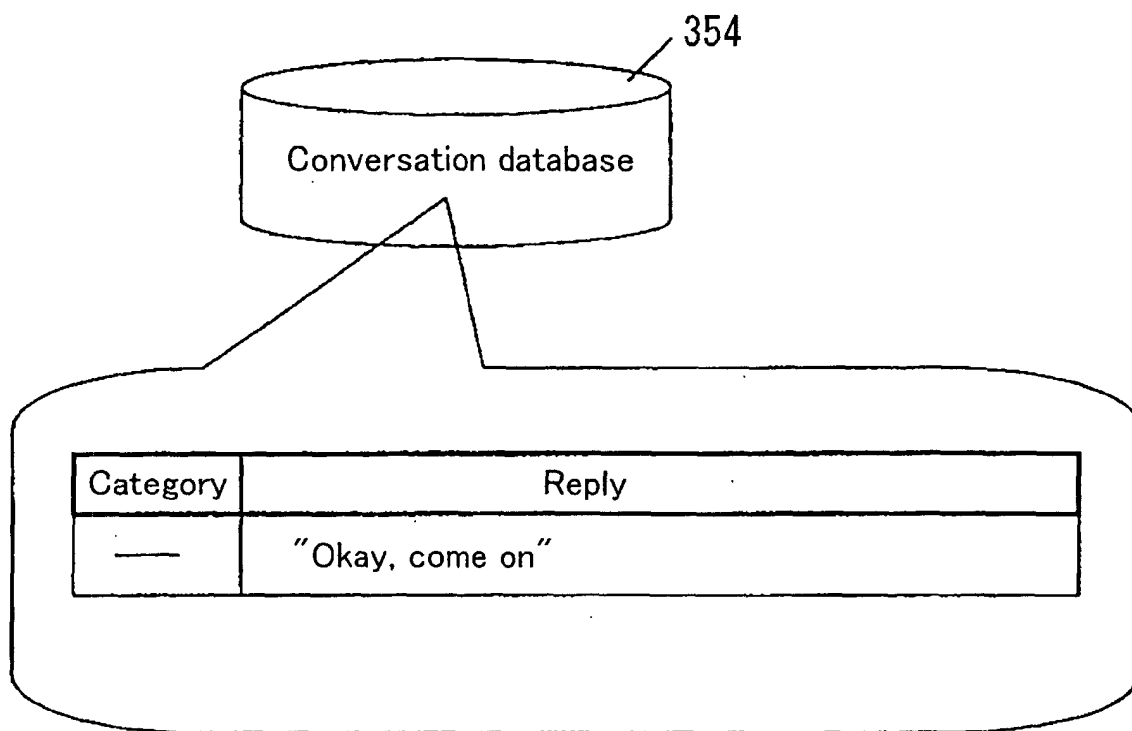 354
Conversation database
Category Reply
— "Okay, come on"